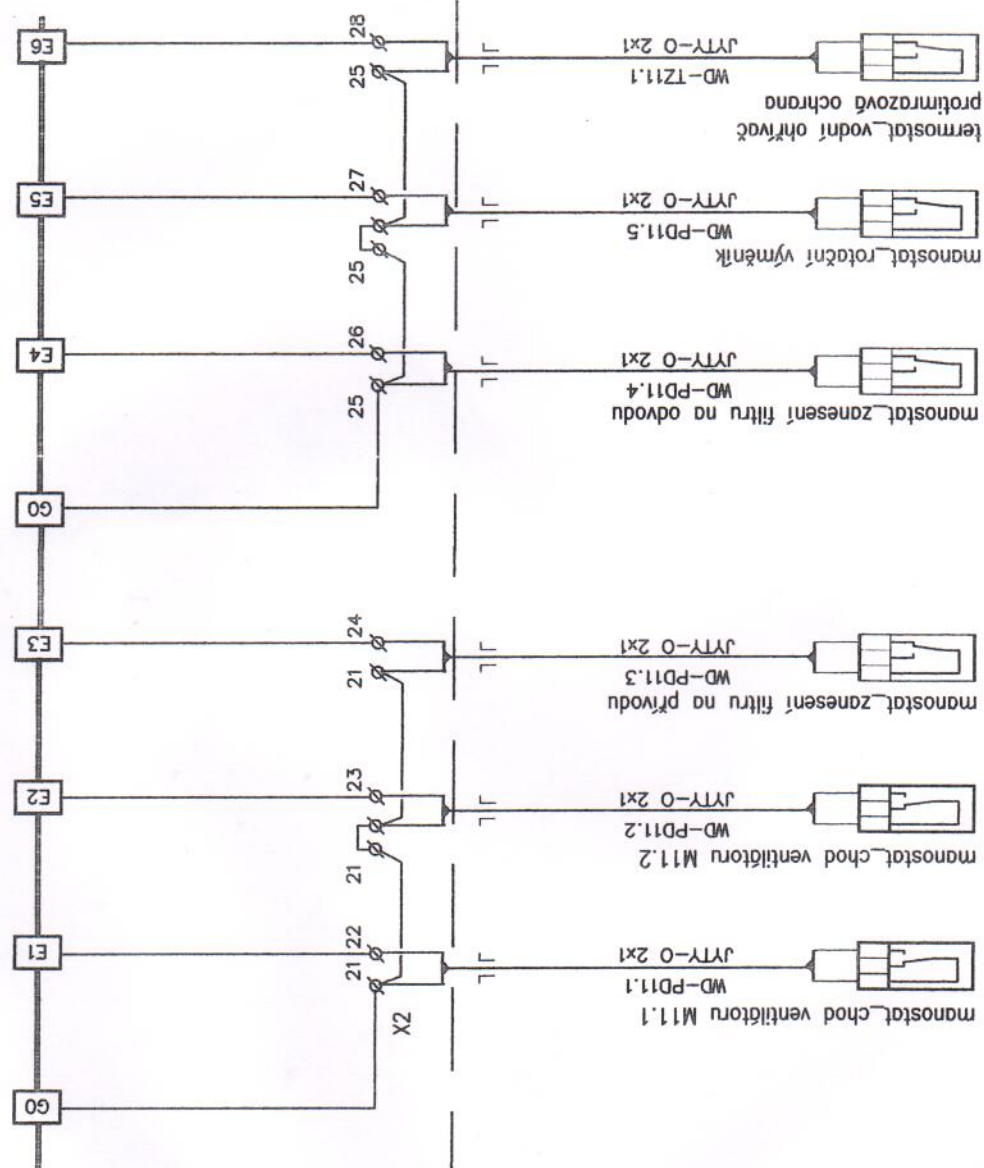 G0
21
X2
22
E1
manostat_chod ventilátoru M11.1
WD-PD11.1
JYTY-O 2x1
21
23
E2
manostat_chod ventilátoru M11.2
WD-PD11.2
JYTY-O 2x1
21
24
E3
manostat_zanesení filtru na přívodu
WD-PD11.3
JYTY-O 2x1
G0
25
26
E4
manostat_zanesení filtru na odvodu
WD-PD11.4
JYTY-O 2x1
25
27
E5
manostat_rotační výměník
WD-PD11.5
JYTY-O 2x1
25
28
E6
termostat_vodní ohřívač
protimrazová ochrana
WD-TZ11.1
JYTY-O 2x1